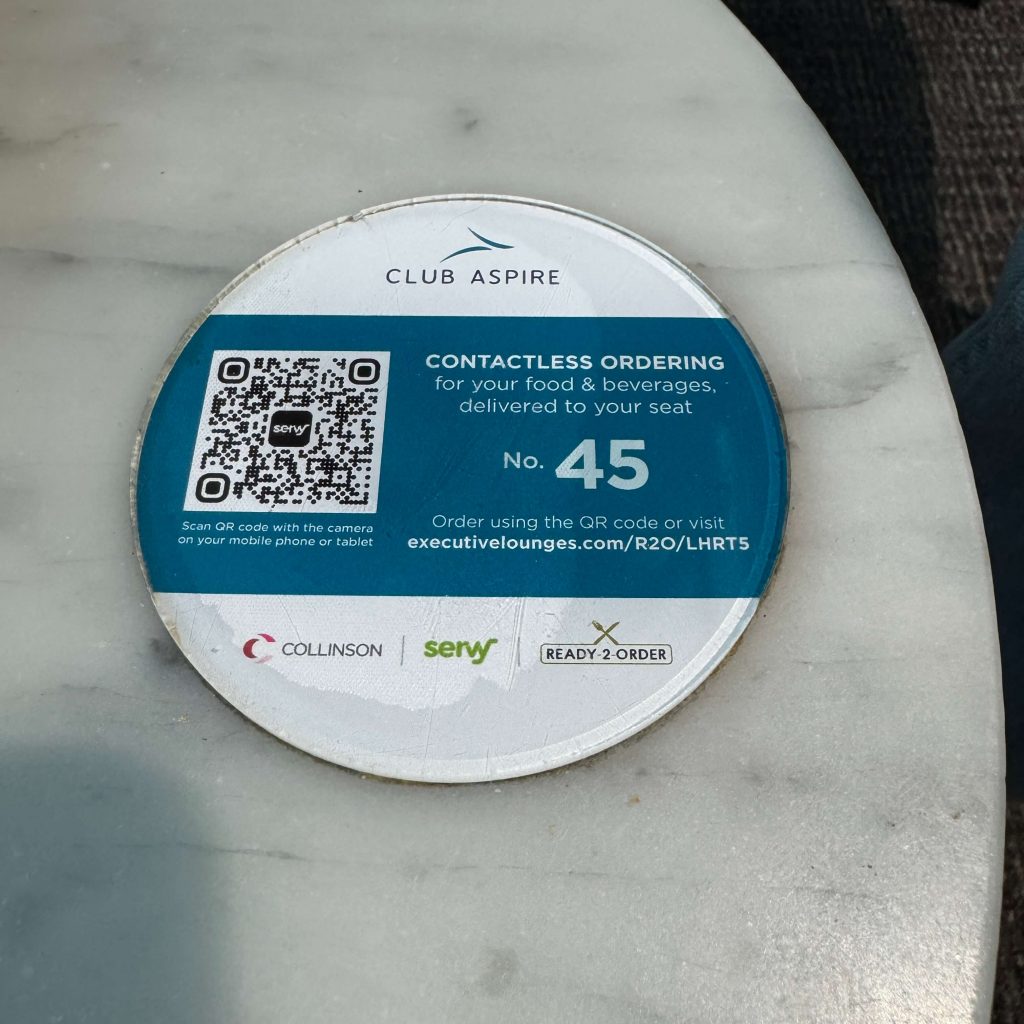 CLUB ASPIRE
CONTACTLESS ORDERING
for your food & beverages,
delivered to your seat
No. 45
servy
Scan QR code with the camera
on your mobile phone or tablet
Order using the QR code or visit
executivelounges.com/R2O/LHRT5
COLLINSON
servy
READY-2-ORDER